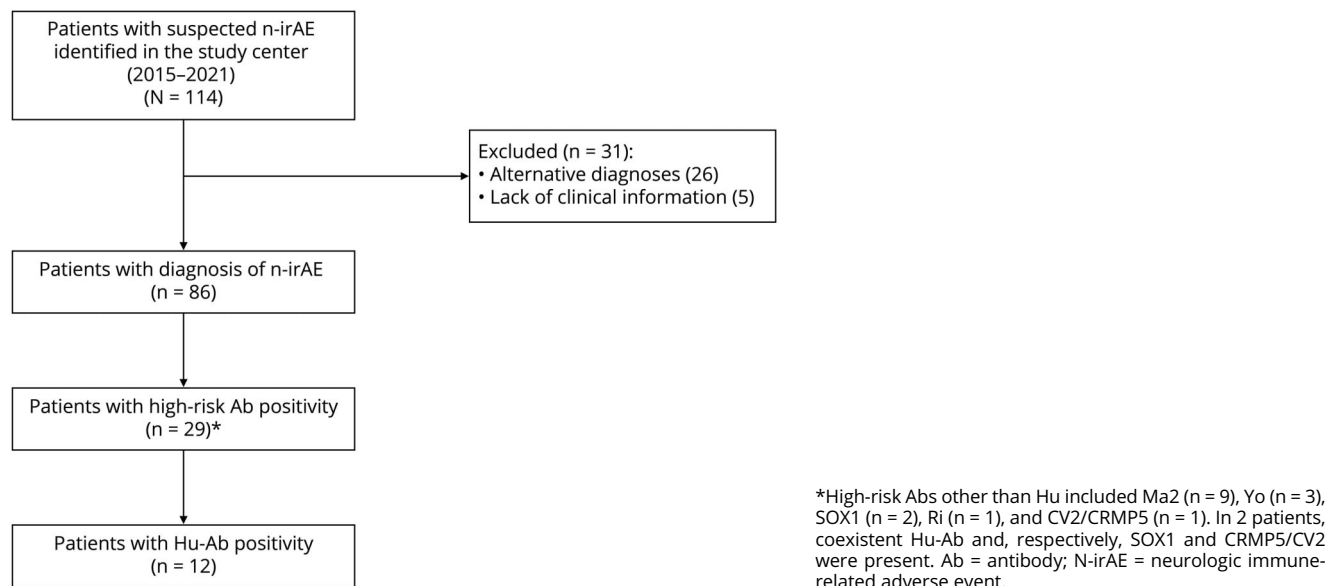 Patients with suspected n-irAE
identified in the study center
(2015–2021)
(N = 114)
Excluded (n = 31):
• Alternative diagnoses (26)
• Lack of clinical information (5)
Patients with diagnosis of n-irAE
(n = 86)
Patients with high-risk Ab positivity
(n = 29)*
Patients with Hu-Ab positivity
(n = 12)
*High-risk Abs other than Hu included Ma2 (n = 9), Yo (n = 3),
SOX1 (n = 2), Ri (n = 1), and CV2/CRMP5 (n = 1). In 2 patients,
coexistent Hu-Ab and, respectively, SOX1 and CRMP5/CV2
were present. Ab = antibody; N-irAE = neurologic immune-
related adverse event